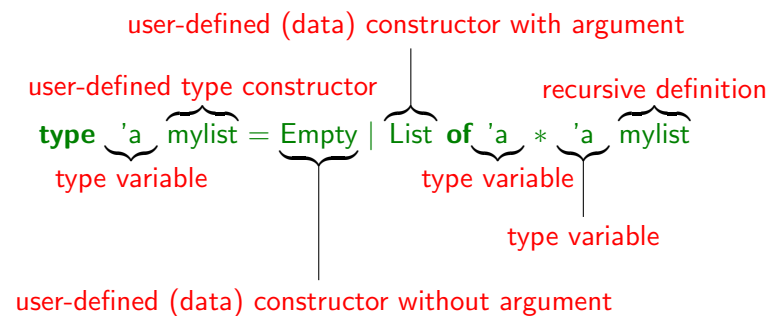 user-defined (data) constructor with argument
user-defined type constructor recursive definition
type 'a mylist = Empty | List of 'a * 'a mylist
type variable type variable
type variable
user-defined (data) constructor without argument